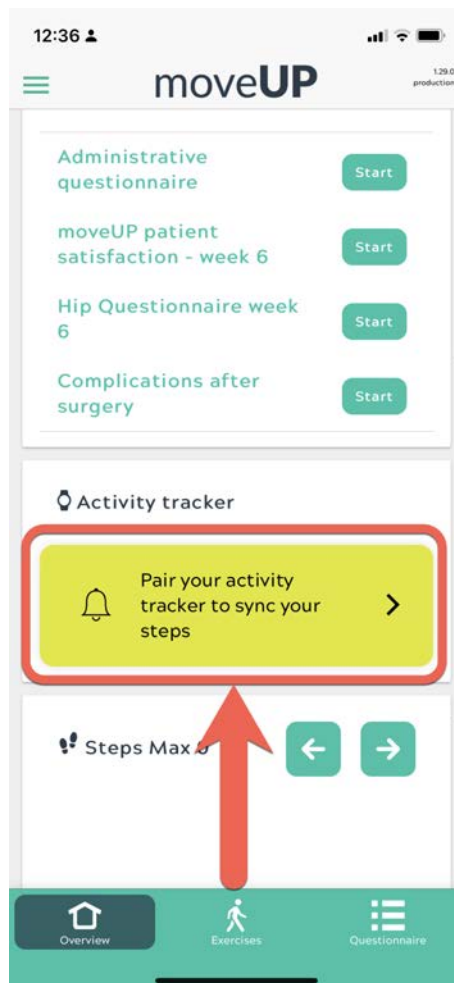 12:36
moveUP
1.29.0
production
Administrative
questionnaire
Start
moveUP patient
satisfaction - week 6
Start
Hip Questionnaire week
6
Start
Complications after
surgery
Start
Activity tracker
Pair your activity
tracker to sync your
steps
Steps Max
Overview
Exercises
Questionnaire